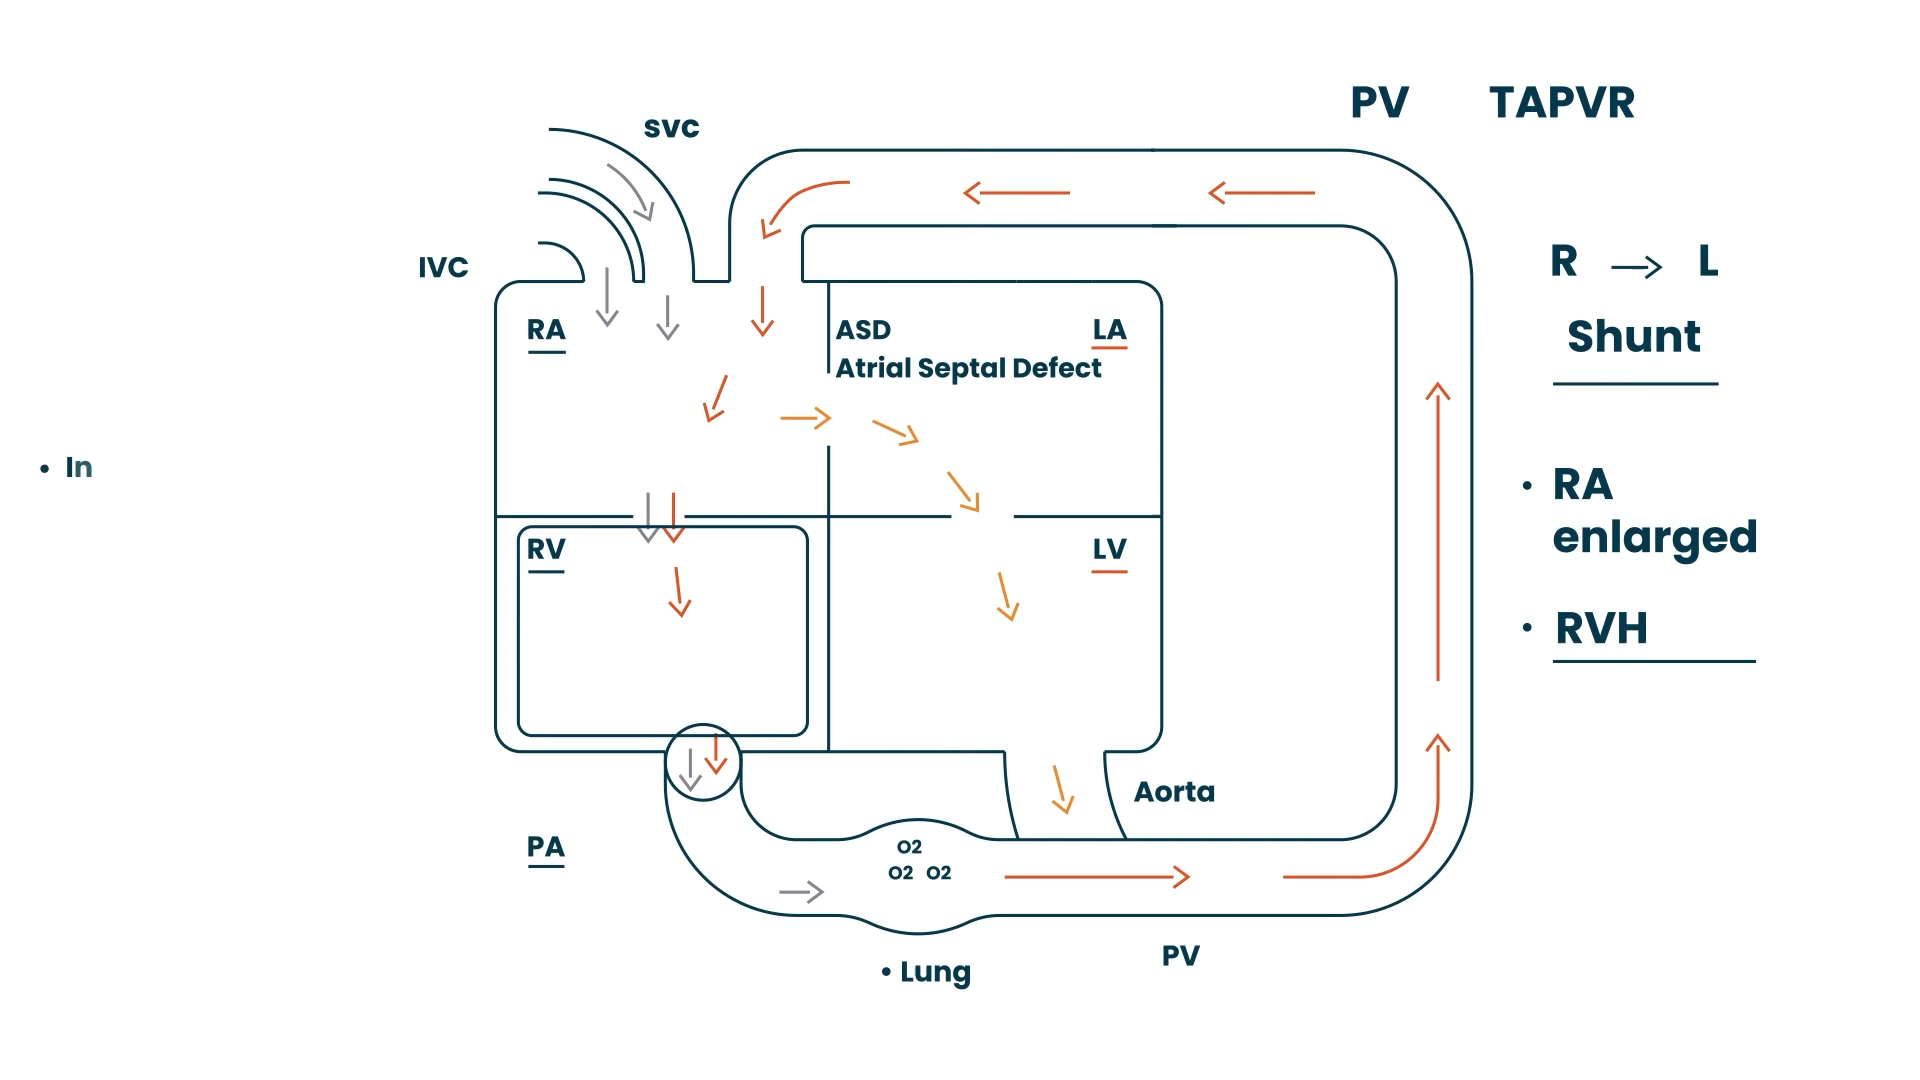 PV TAPVR
svc
IVC
R → L
Shunt
RA
ASD
LA
Atrial Septal Defect
• In
• RA
enlarged
RV
LV
• RVH
Aorta
PA
O2
O2 O2
PV
• Lung